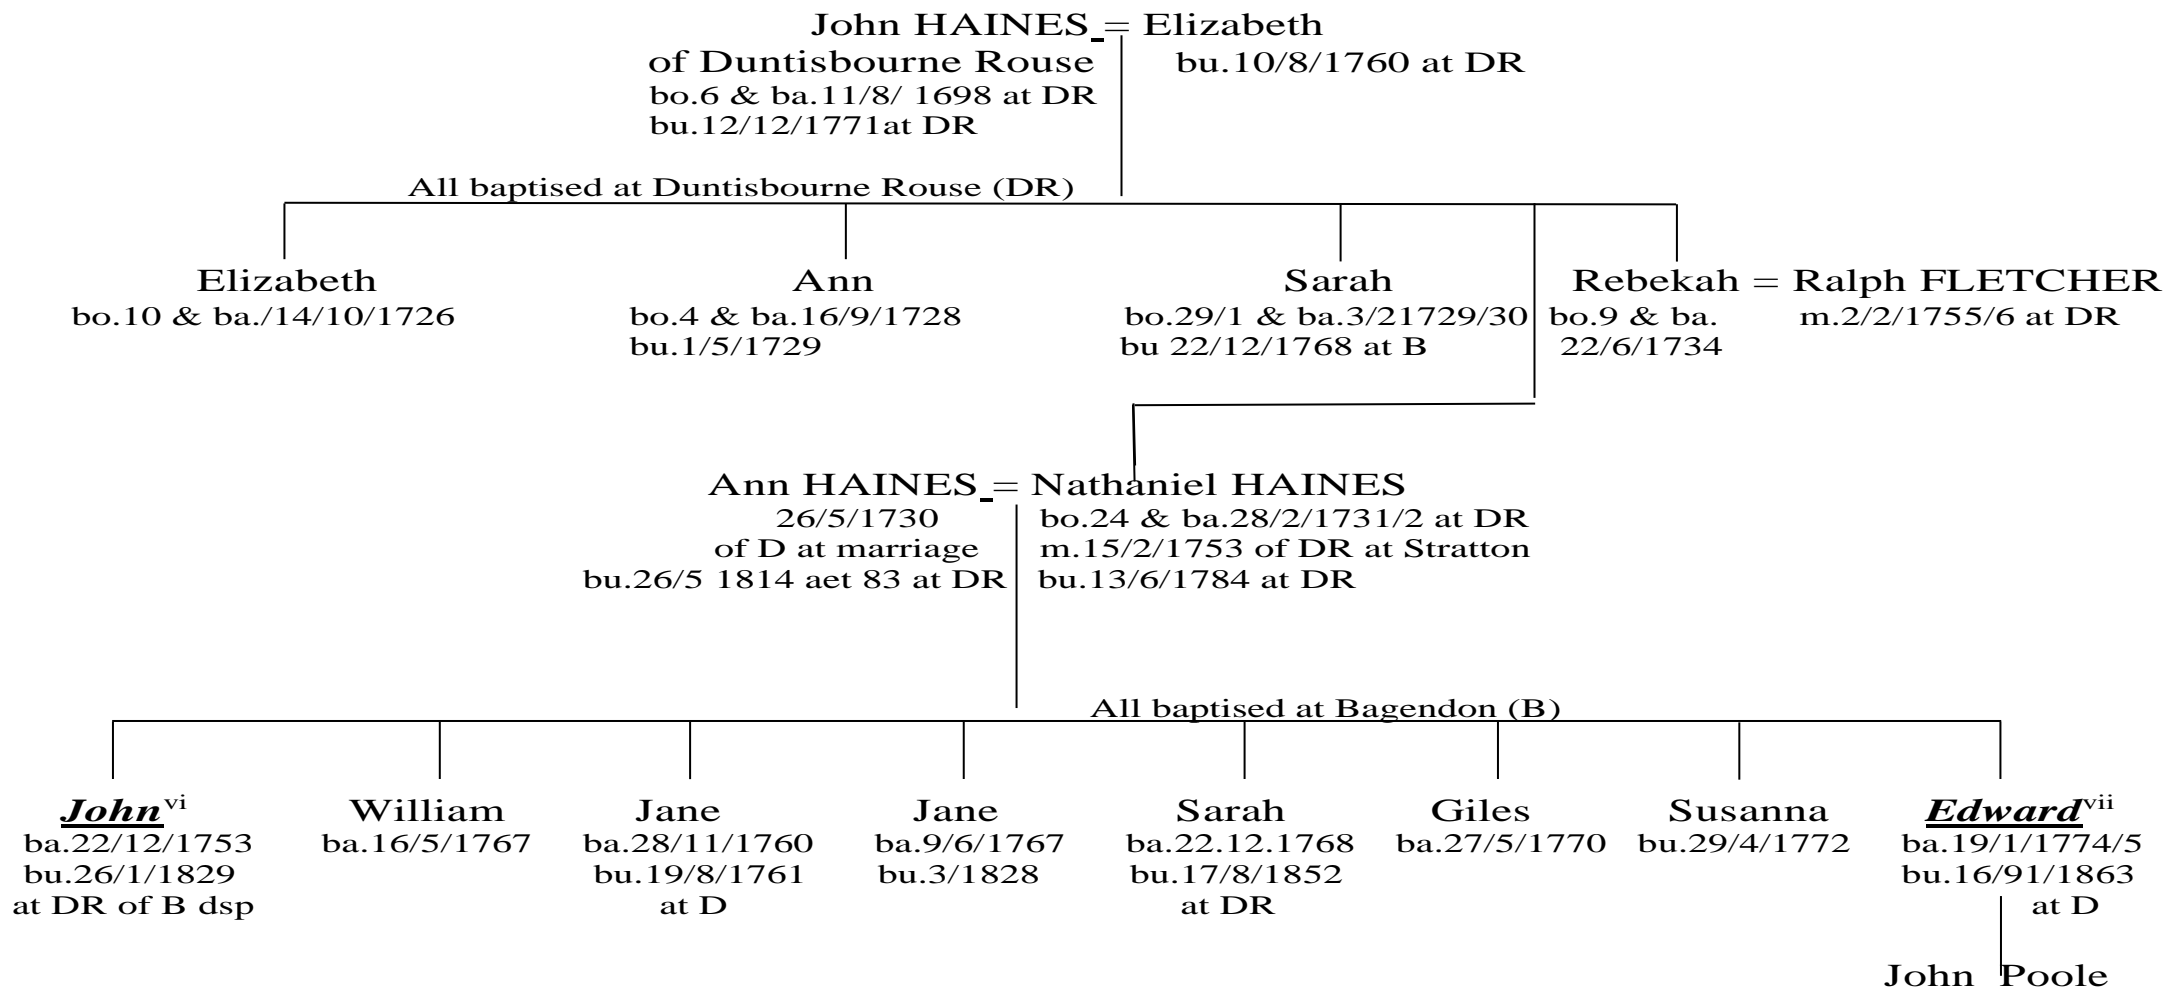 John HAINES = Elizabeth
of Duntisbourne Rouse bu.10/8/1760 at DR
bo.6 & ba.11/8/ 1698 at DR
bu.12/12/1771at DR
All baptised at Duntisbourne Rouse (DR)
Elizabeth Ann Sarah Rebekah = Ralph FLETCHER
bo.10 & ba./14/10/1726 bo.4 & ba.16/9/1728 bo.29/1 & ba.3/21729/30 bo.9 & ba. m.2/2/1755/6 at DR
bu.1/5/1729 bu 22/12/1768 at B 22/6/1734
Ann HAINES = Nathaniel HAINES
26/5/1730 bo.24 & ba.28/2/1731/2 at DR
of D at marriage m.15/2/1753 of DR at Stratton
bu.26/5 1814 aet 83 at DR bu.13/6/1784 at DR
All baptised at Bagendon (B)
John vi William Jane Jane Sarah Giles Susanna Edward vii
ba.22/12/1753 ba.16/5/1767 ba.28/11/1760 ba.9/6/1767 ba.22.12.1768 ba.27/5/1770 bu.29/4/1772 ba.19/1/1774/5
bu.26/1/1829 bu.19/8/1761 bu.3/1828 bu.17/8/1852 bu.16/91/1863
at DR of B dsp at D at DR at D
John Poole